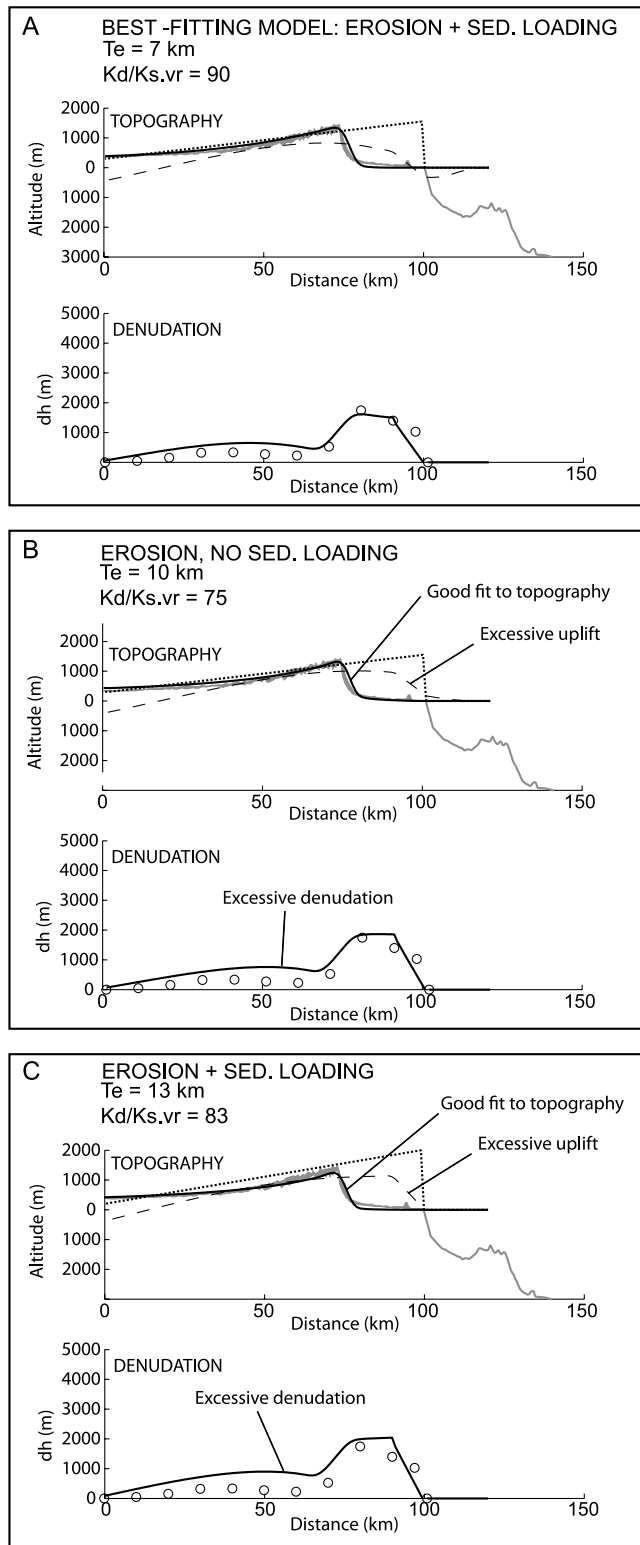 A BEST -FITTING MODEL: EROSION + SED. LOADING
Te = 7 km
Kd/Ks.vr = 90
TOPOGRAPHY
Altitude (m)
2000
1000
0
1000
2000
3000
0 50 100 150
Distance (km)
DENUDATION
dh (m)
5000
4000
3000
2000
1000
0
0 50 100 150
Distance (km)
B EROSION, NO SED. LOADING
Te = 10 km
Kd/Ks.vr = 75
Good fit to topography
Excessive uplift
TOPOGRAPHY
Altitude (m)
2000
1000
0
1000
2000
0 50 100 150
Distance (km)
DENUDATION
Excessive denudation
dh (m)
5000
4000
3000
2000
1000
0
0 50 100 150
Distance (km)
C EROSION + SED. LOADING
Te = 13 km
Kd/Ks.vr = 83
Good fit to topography
Excessive uplift
TOPOGRAPHY
Altitude (m)
2000
1000
0
1000
2000
3000
0 50 100 150
Distance (km)
DENUDATION
Excessive denudation
dh (m)
5000
4000
3000
2000
1000
0
0 50 100 150
Distance (km)